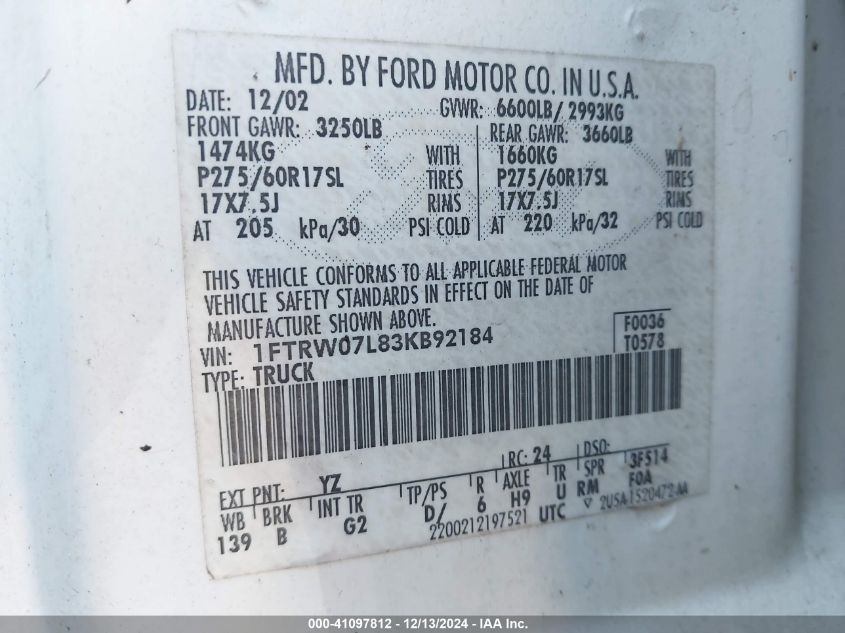 MFD. BY FORD MOTOR CO. IN U.S.A.
DATE: 12/02 GVWR: 6600LB/ 2993KG
FRONT GAWR: 3250LB REAR GAWR: 3660LB
1474KG WITH 1660KG WITH
P275/60R17SL TIRES P275/60R17SL TIRES
17X7.5J RIMS 17X7.5J RIMS
AT 205 kPa/30 PSI COLD AT 220 kPa/32 PSI COLD
THIS VEHICLE CONFORMS TO ALL APPLICABLE FEDERAL MOTOR
VEHICLE SAFETY STANDARDS IN EFFECT ON THE DATE OF
MANUFACTURE SHOWN ABOVE.
F0036
VIN: 1FTRW07L83KB92184
T0578
TYPE: TRUCK
EXT PNT: YZ RC: 24 DSO:
WB BRK INT TR TP/PS R AXLE TR SPR 3F514
139 B G2 D/ 6 H9 U RM F0A
2200212197521 UTC ▽ 2USA-1520472-AA
000-41097812 - 12/13/2024 - IAA Inc.